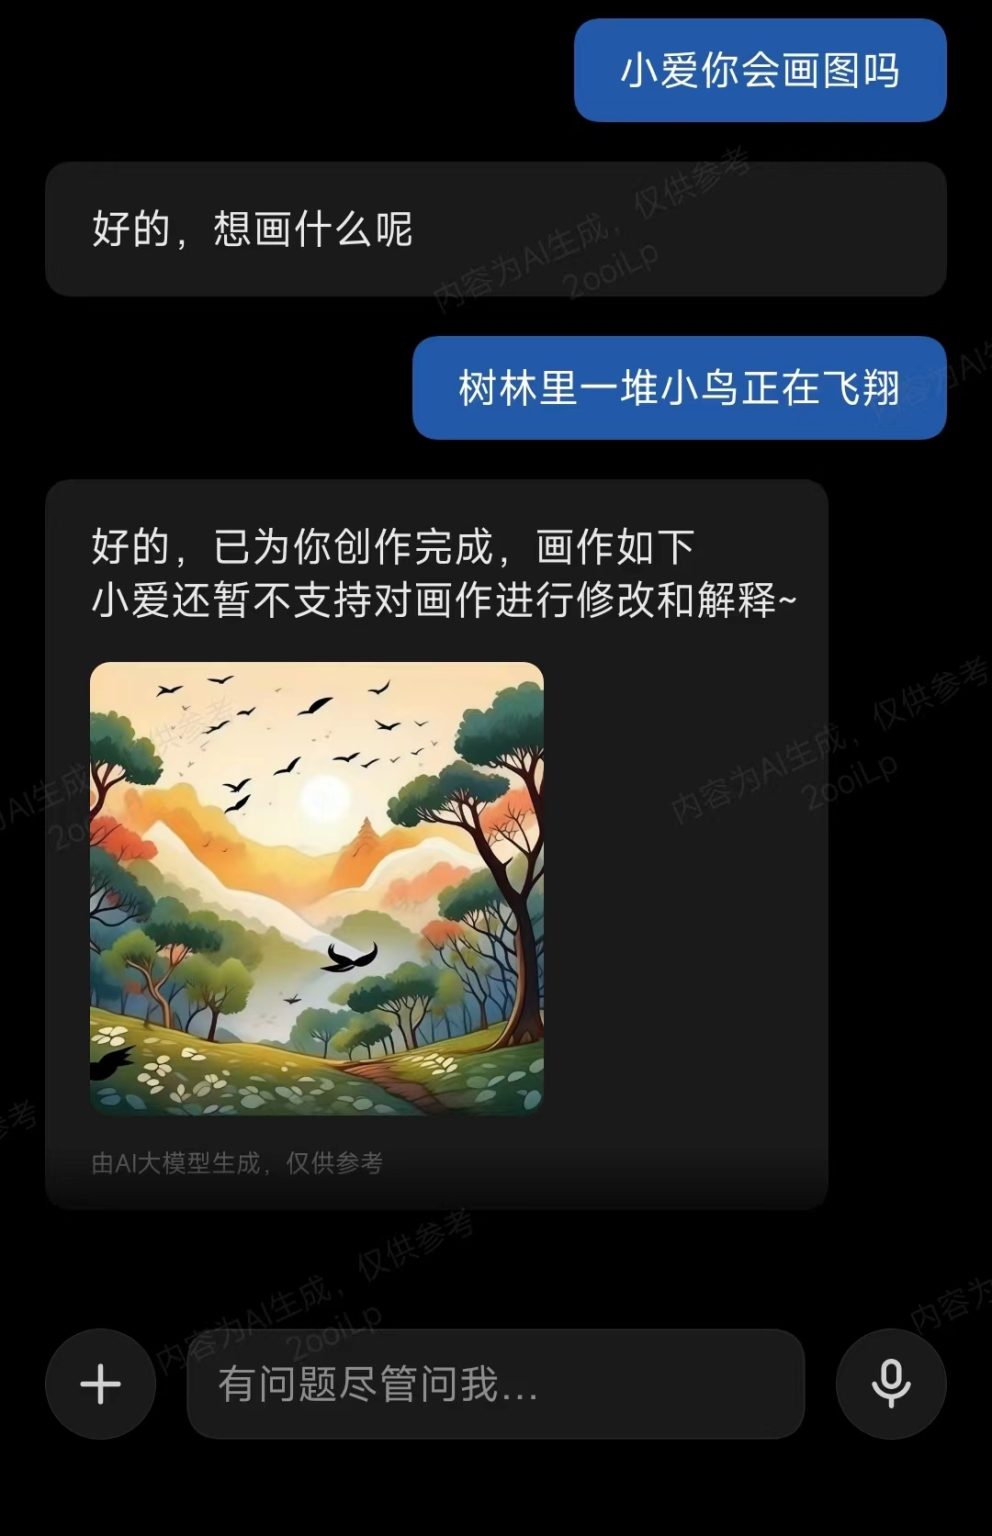 小爱你会画图吗
好的，想画什么呢
内容为AI生成，仅供参考
2ooiLp
树林里一堆小鸟正在飞翔
好的，已为你创作完成，画作如下
小爱还暂不支持对画作进行修改和解释~
内容为AI生成，仅供参考
2ooiLp
由AI大模型生成，仅供参考
内容为AI生成，仅供参考
2ooiLp
有问题尽管问我...